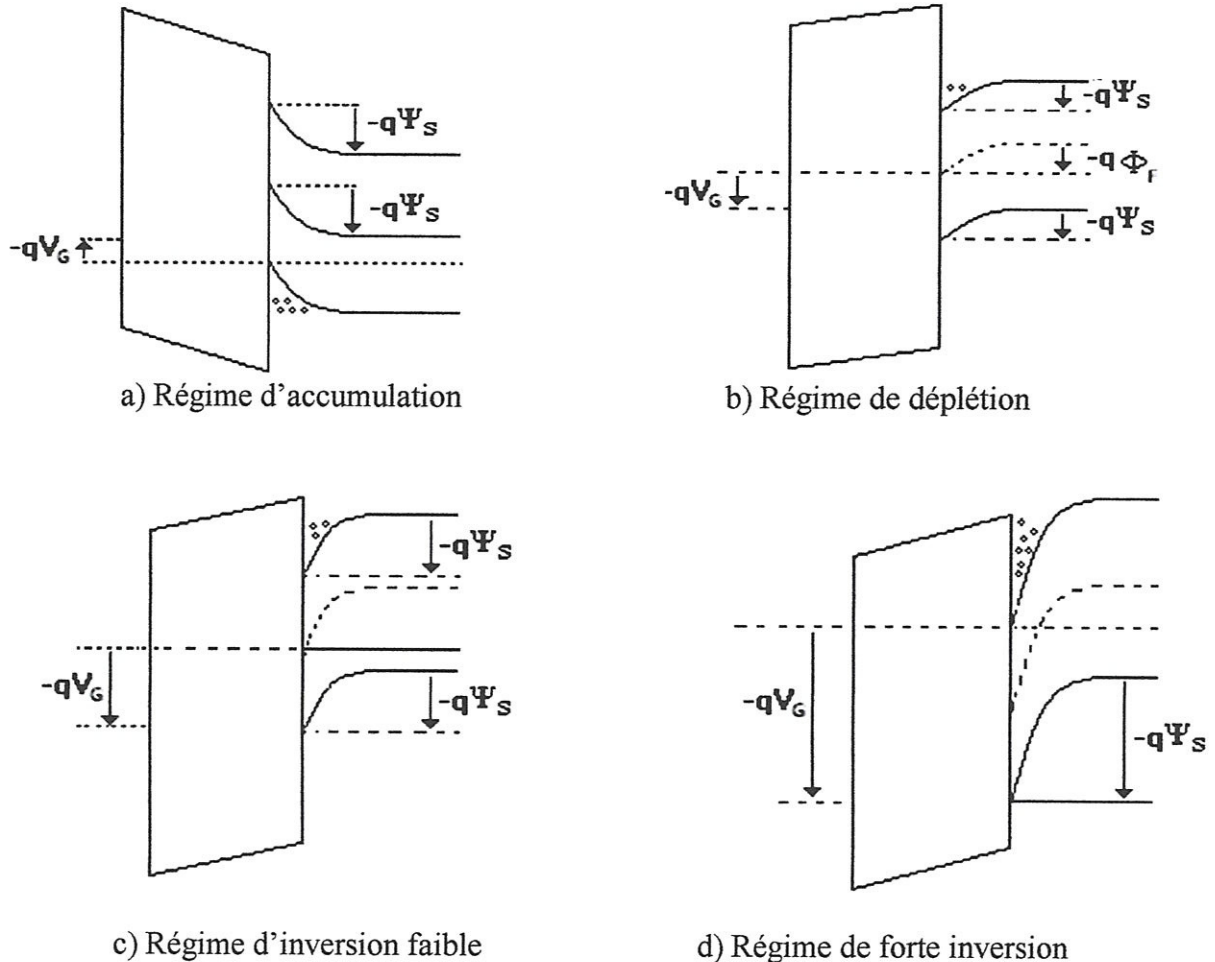 -qΨS
-qΨS
-qVG
a) Régime d'accumulation
-qΨS
-qΦF
-qVG
-qΨS
b) Régime de déplétion
-qΨS
-qVG
-qΨS
c) Régime d'inversion faible
-qVG
-qΨS
d) Régime de forte inversion